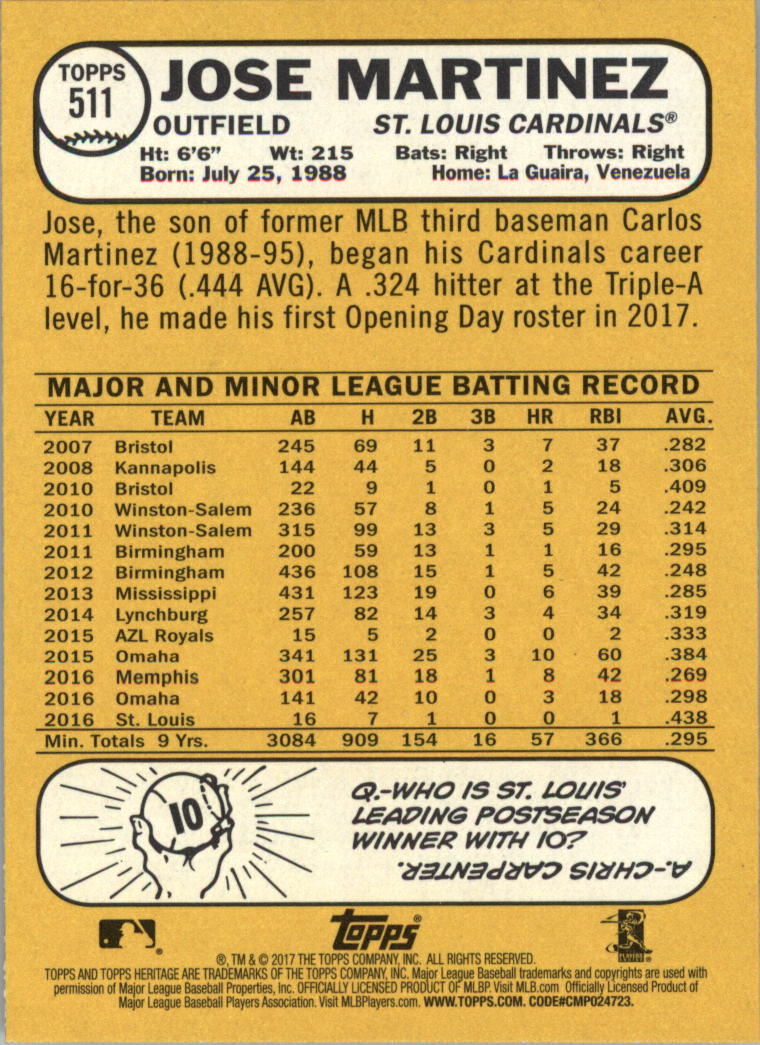 TOPPS
511
JOSE MARTINEZ
OUTFIELD ST. LOUIS CARDINALS®
Ht: 6'6" Wt: 215 Bats: Right Throws: Right
Born: July 25, 1988 Home: La Guaira, Venezuela
Jose, the son of former MLB third baseman Carlos
Martinez (1988-95), began his Cardinals career
16-for-36 (.444 AVG). A .324 hitter at the Triple-A
level, he made his first Opening Day roster in 2017.
MAJOR AND MINOR LEAGUE BATTING RECORD
YEAR TEAM AB H 2B 3B HR RBI AVG.
2007 Bristol 245 69 11 3 7 37 .282
2008 Kannapolis 144 44 5 0 2 18 .306
2010 Bristol 22 9 1 0 1 5 .409
2010 Winston-Salem 236 57 8 1 5 24 .242
2011 Winston-Salem 315 99 13 3 5 29 .314
2011 Birmingham 200 59 13 1 1 16 .295
2012 Birmingham 436 108 15 1 5 42 .248
2013 Mississippi 431 123 19 0 6 39 .285
2014 Lynchburg 257 82 14 3 4 34 .319
2015 AZL Royals 15 5 2 0 0 2 .333
2015 Omaha 341 131 25 3 10 60 .384
2016 Memphis 301 81 18 1 8 42 .269
2016 Omaha 141 42 10 0 3 18 .298
2016 St. Louis 16 7 1 0 0 1 .438
Min. Totals 9 Yrs. 3084 909 154 16 57 366 .295
10
Q.-WHO IS ST. LOUIS'
LEADING POSTSEASON
WINNER WITH 10?
A.-CHRIS CARPENTER.
Topps®
®, TM & © 2017 THE TOPPS COMPANY, INC. ALL RIGHTS RESERVED.
TOPPS AND TOPPS HERITAGE ARE TRADEMARKS OF THE TOPPS COMPANY, INC. Major League Baseball trademarks and copyrights are used with
permission of Major League Baseball Properties, Inc. OFFICIALLY LICENSED PRODUCT OF MLBP. Visit MLB.com Officially Licensed Product of
Major League Baseball Players Association. Visit MLBPlayers.com. WWW.TOPPS.COM. CODE#CMP024723.